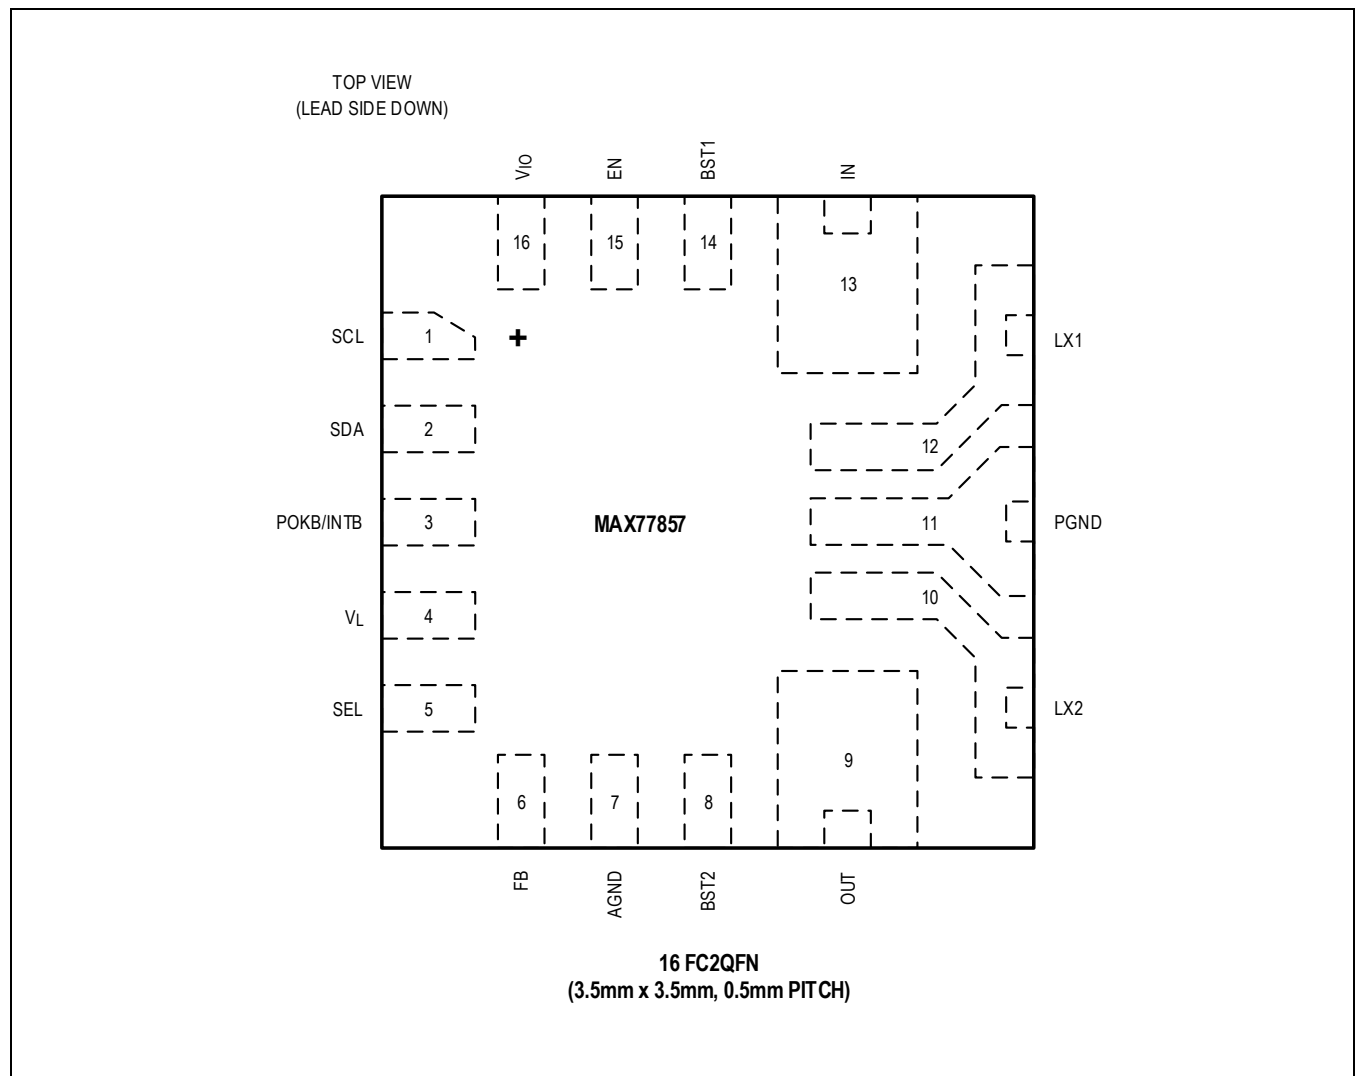 TOP VIEW
(LEAD SIDE DOWN)
VIO
EN
BST1
IN
16
15
14
13
SCL
1
+
LX1
SDA
2
12
POKB/INTB
3
MAX77857
11
PGND
VL
4
10
SEL
5
LX2
9
6
7
8
FB
AGND
BST2
OUT
16 FC2QFN
(3.5mm x 3.5mm, 0.5mm PITCH)